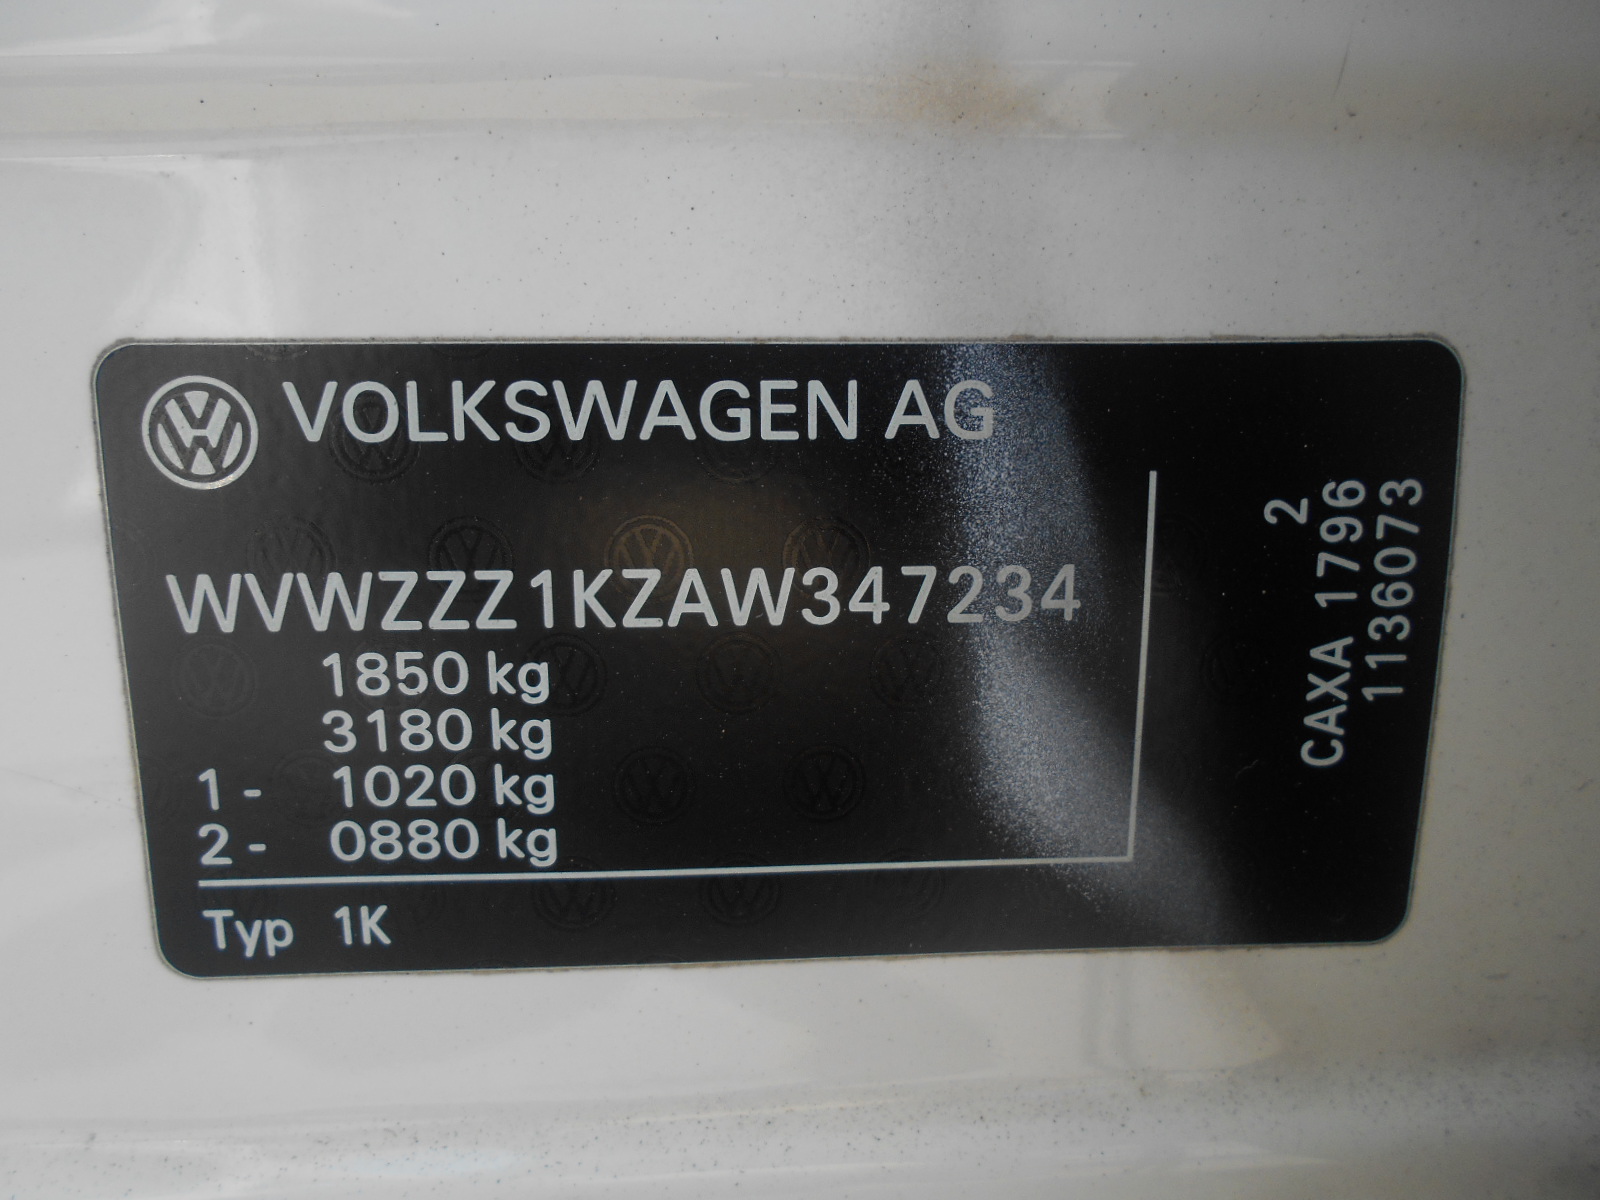 VOLKSWAGEN AG
WVWZZZ1KZAW347234
1850 kg
3180 kg
1- 1020 kg
2- 0880 kg
Typ 1K
2
CAXA 1796
1136073